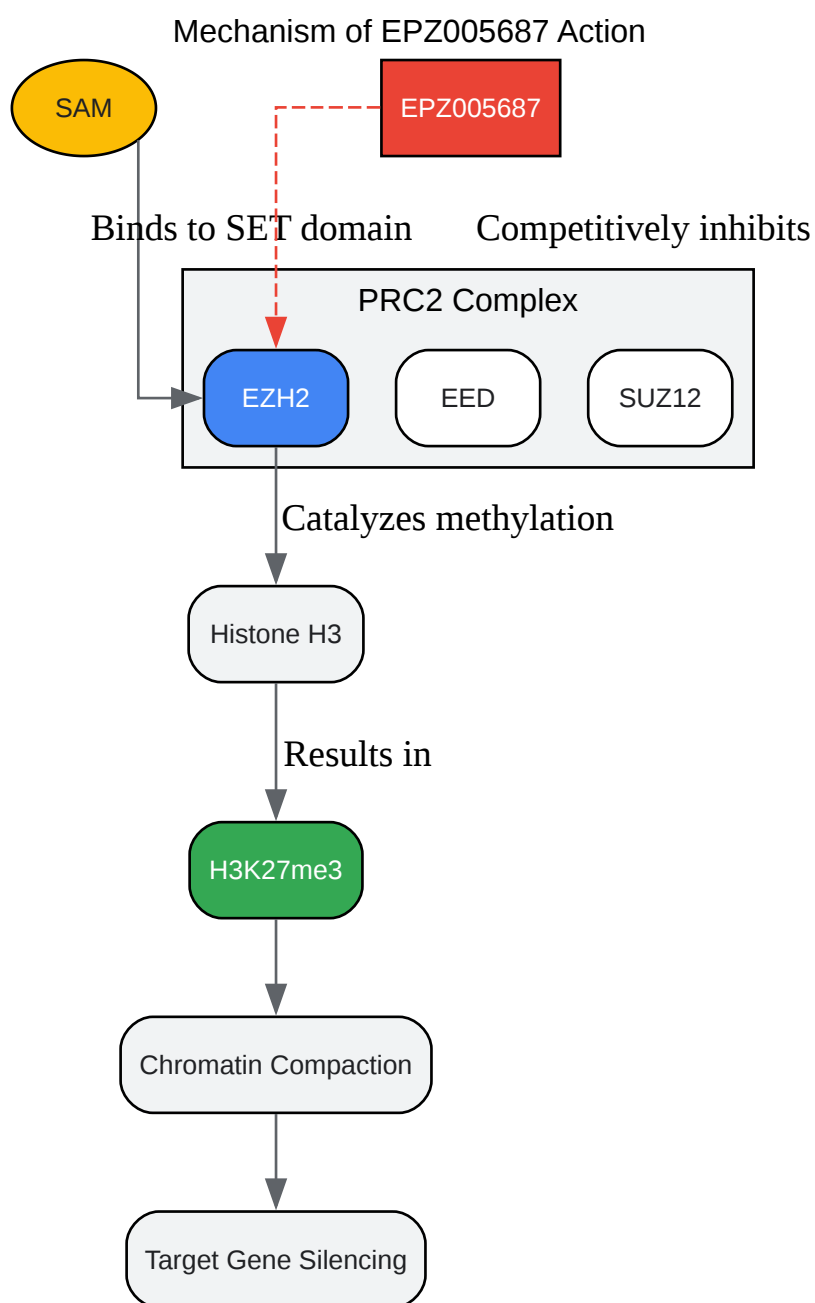 Mechanism of EPZ005687 Action
SAM
EPZ005687
Binds to SET domain
Competitively inhibits
PRC2 Complex
EZH2
EED
SUZ12
Catalyzes methylation
Histone H3
Results in
H3K27me3
Chromatin Compaction
Target Gene Silencing